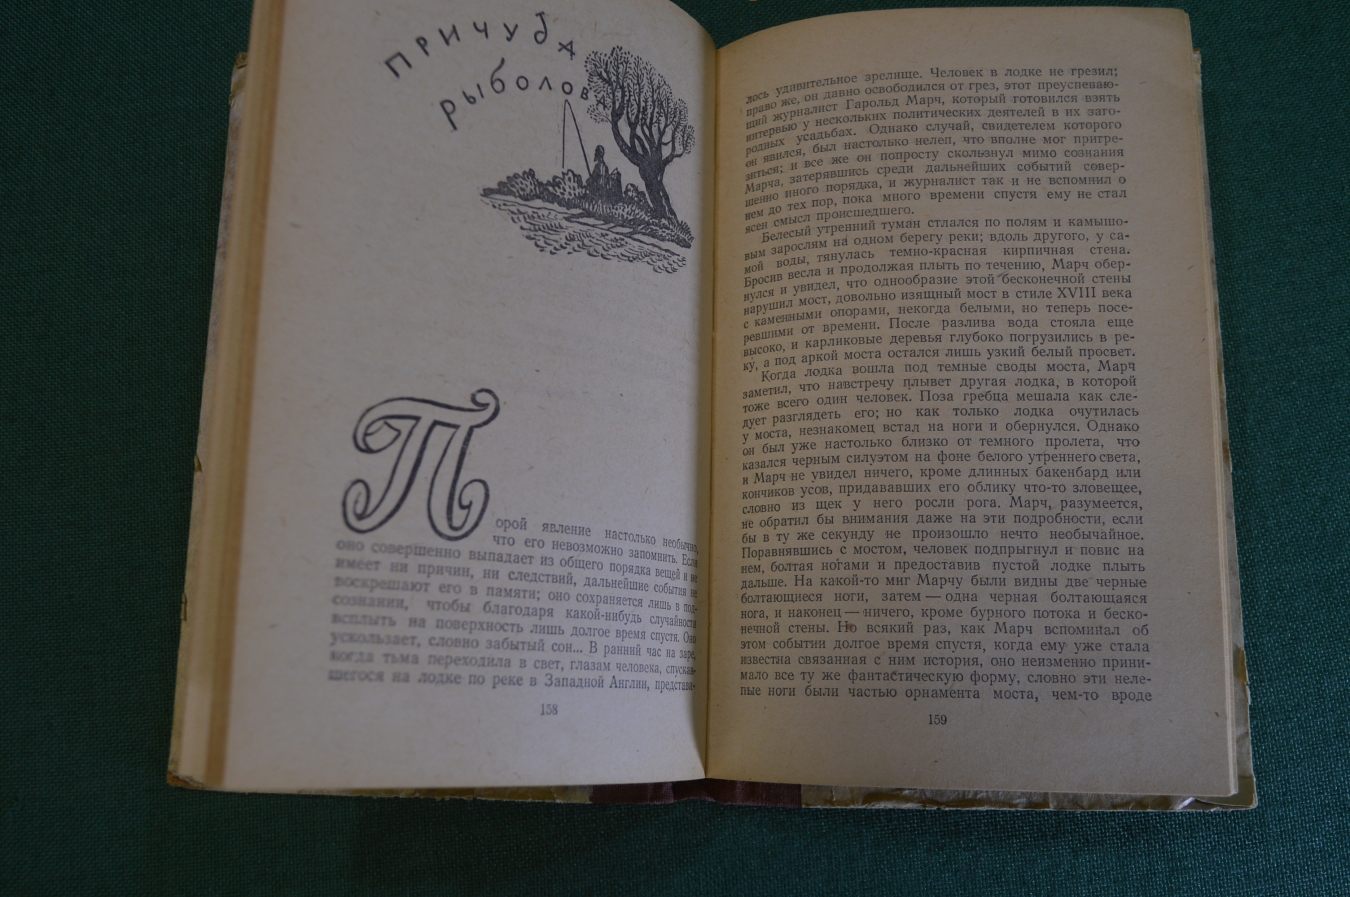 ПРИЧУДА
РЫБОЛОВА
Порой явление настолько необычно,
что его невозможно запомнить. Если
оно совершенно выпадает из общего порядка вещей и не
имеет ни причин, ни следствий, дальнейшие события не
воскрешают его в памяти; оно сохраняется лишь в под-
сознании, чтобы благодаря какой-нибудь случайности
всплыть на поверхность лишь долгое время спустя. Оно
ускользает, словно забытый сон... В ранний час на заре,
когда тьма переходила в свет, глазам человека, спускав-
шегося на лодке по реке в Западной Англии, представи-
158
лось удивительное зрелище. Человек в лодке не грезил;
право же, он давно освободился от грез, этот преуспеваю-
щий журналист Гарольд Марч, который готовился взять
интервью у нескольких политических деятелей в их заго-
родных усадьбах. Однако случай, свидетелем которого
он явился, был настолько нелеп, что вполне мог пригре-
зиться; и все же он попросту скользнул мимо сознания
Марча, затерявшись среди дальнейших событий совер-
шенно иного порядка, и журналист так и не вспомнил о
нем до тех пор, пока много времени спустя ему не стал
ясен смысл происшедшего.
Белесый утренний туман стлался по полям и камышо-
вым зарослям на одном берегу реки; вдоль другого, у са-
мой воды, тянулась темно-красная кирпичная стена.
Бросив весла и продолжая плыть по течению, Марч обер-
нулся и увидел, что однообразие этой бесконечной стены
нарушил мост, довольно изящный мост в стиле XVIII века
с каменными опорами, некогда белыми, но теперь посе-
ревшими от времени. После разлива вода стояла еще
высоко, и карликовые деревья глубоко погрузились в ре-
ку, а под аркой моста остался лишь узкий белый просвет.
Когда лодка вошла под темные своды моста, Марч
заметил, что навстречу плывет другая лодка, в которой
тоже всего один человек. Поза гребца мешала как сле-
дует разглядеть его; но как только лодка очутилась
у моста, незнакомец встал на ноги и обернулся. Однако
он был уже настолько близко от темного пролета, что
казался черным силуэтом на фоне белого утреннего света,
и Марч не увидел ничего, кроме длинных бакенбард или
кончиков усов, придававших его облику что-то зловещее,
словно из щек у него росли рога. Марч, разумеется,
не обратил бы внимания даже на эти подробности, если
бы в ту же секунду не произошло нечто необычайное.
Поравнявшись с мостом, человек подпрыгнул и повис на
нем, болтая ногами и предоставив пустой лодке плыть
дальше. На какой-то миг Марчу были видны две черные
болтающиеся ноги, затем — одна черная болтающаяся
нога, и наконец — ничего, кроме бурного потока и беско-
нечной стены. Но всякий раз, как Марч вспоминал об
этом событии долгое время спустя, когда ему уже стала
известна связанная с ним история, оно неизменно прини-
мало все ту же фантастическую форму, словно эти неле-
пые ноги были частью орнамента моста, чем-то вроде
159